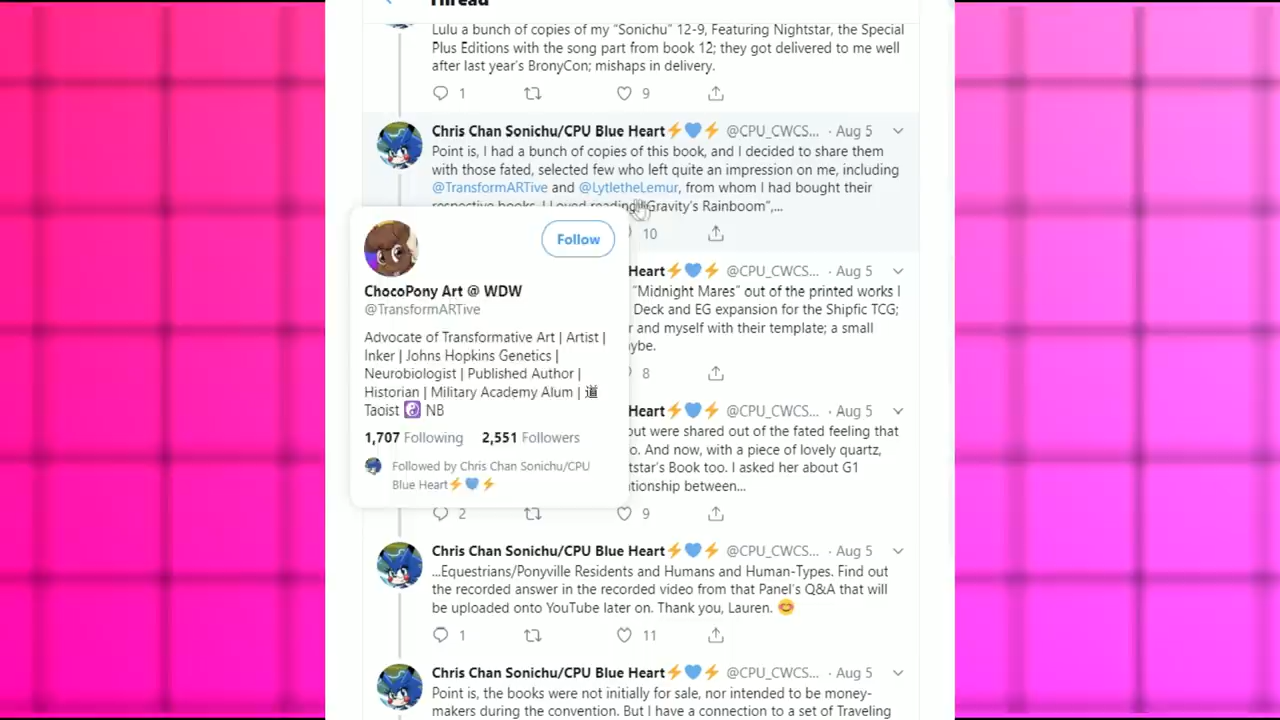 Thread
Lulu a bunch of copies of my "Sonichu" 12-9, Featuring Nightstar, the Special
Plus Editions with the song part from book 12; they got delivered to me well
after last year's BronyCon; mishaps in delivery.
1 9
Chris Chan Sonichu/CPU Blue Heart⚡💙⚡ @CPU_CWCS... · Aug 5
Point is, I had a bunch of copies of this book, and I decided to share them
with those fated, selected few who left quite an impression on me, including
@TransformARTive and @LytletheLemur, from whom I had bought their
respective books. I loved reading "Gravity's Rainboom",...
10
Follow
ChocoPony Art @ WDW
@TransformARTive
Advocate of Transformative Art | Artist |
Inker | Johns Hopkins Genetics |
Neurobiologist | Published Author |
Historian | Military Academy Alum | 道
Taoist ☯️ NB
1,707 Following 2,551 Followers
Followed by Chris Chan Sonichu/CPU
Blue Heart⚡💙⚡
Heart⚡💙⚡ @CPU_CWCS... · Aug 5
"Midnight Mares" out of the printed works I
Deck and EG expansion for the Shipfic TCG;
r and myself with their template; a small
ybe.
8
Heart⚡💙⚡ @CPU_CWCS... · Aug 5
but were shared out of the fated feeling that
o. And now, with a piece of lovely quartz,
tstar's Book too. I asked her about G1
tionship between...
2 9
Chris Chan Sonichu/CPU Blue Heart⚡💙⚡ @CPU_CWCS... · Aug 5
...Equestrians/Ponyville Residents and Humans and Human-Types. Find out
the recorded answer in the recorded video from that Panel's Q&A that will
be uploaded onto YouTube later on. Thank you, Lauren. 😊
1 11
Chris Chan Sonichu/CPU Blue Heart⚡💙⚡ @CPU_CWCS... · Aug 5
Point is, the books were not initially for sale, nor intended to be money-
makers during the convention. But I have a connection to a set of Traveling